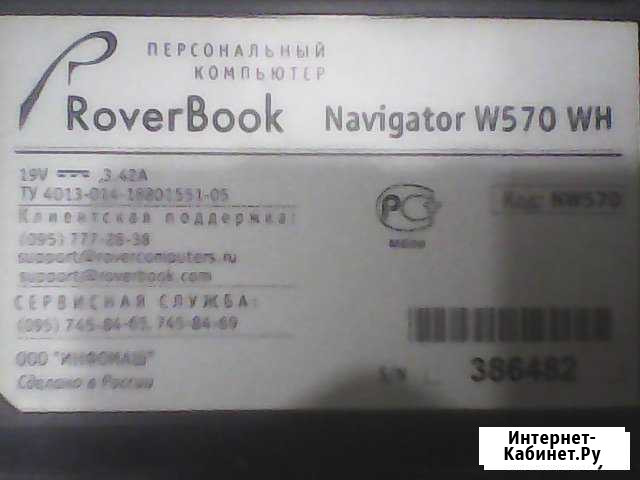 ПЕРСОНАЛЬНЫЙ
КОМПЬЮТЕР
RoverBook
Navigator W570 WH
19V 3.42A
ТУ 4013-014-18801551-05
Клиентская поддержка:
(095) 777-28-38
support@rovercomputers.ru
support@roverbook.com
СЕРВИСНАЯ СЛУЖБА:
(095) 745-84-65, 745-84-69
ООО "ИНФОМАШ"
Сделано в России
РС
Код: NW570
S/N
386482
Интернет-
Кабинет.Ру